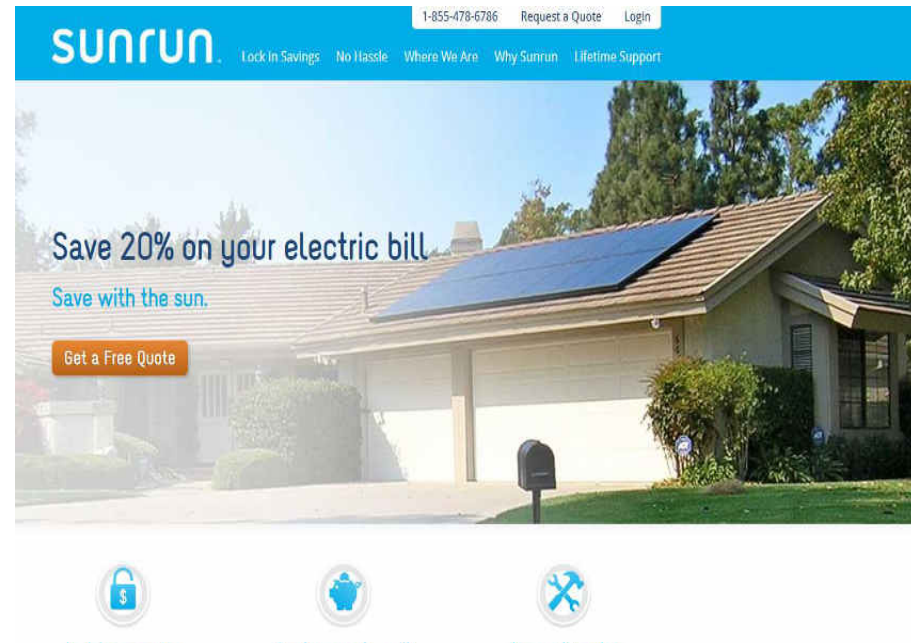 1-855-478-6786 Request a Quote Login
sunrun
Lock in Savings No Hassle Where We Are Why Sunrun Lifetime Support
Save 20% on your electric bill
Save with the sun.
Get a Free Quote
$